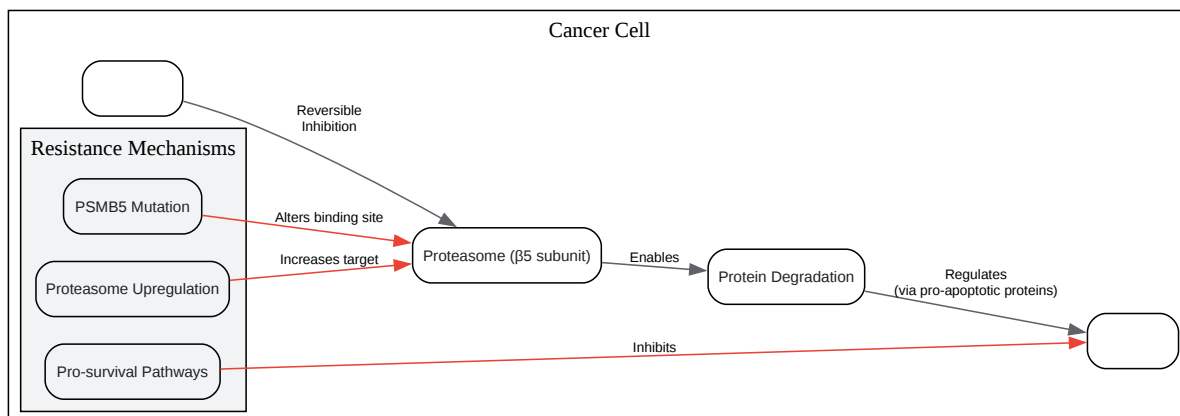 Cancer Cell
Reversible
Inhibition
Resistance Mechanisms
PSMB5 Mutation
Alters binding site
Proteasome (β5 subunit)
Enables
Protein Degradation
Regulates
(via pro-apoptotic proteins)
Proteasome Upregulation
Increases target
Pro-survival Pathways
Inhibits